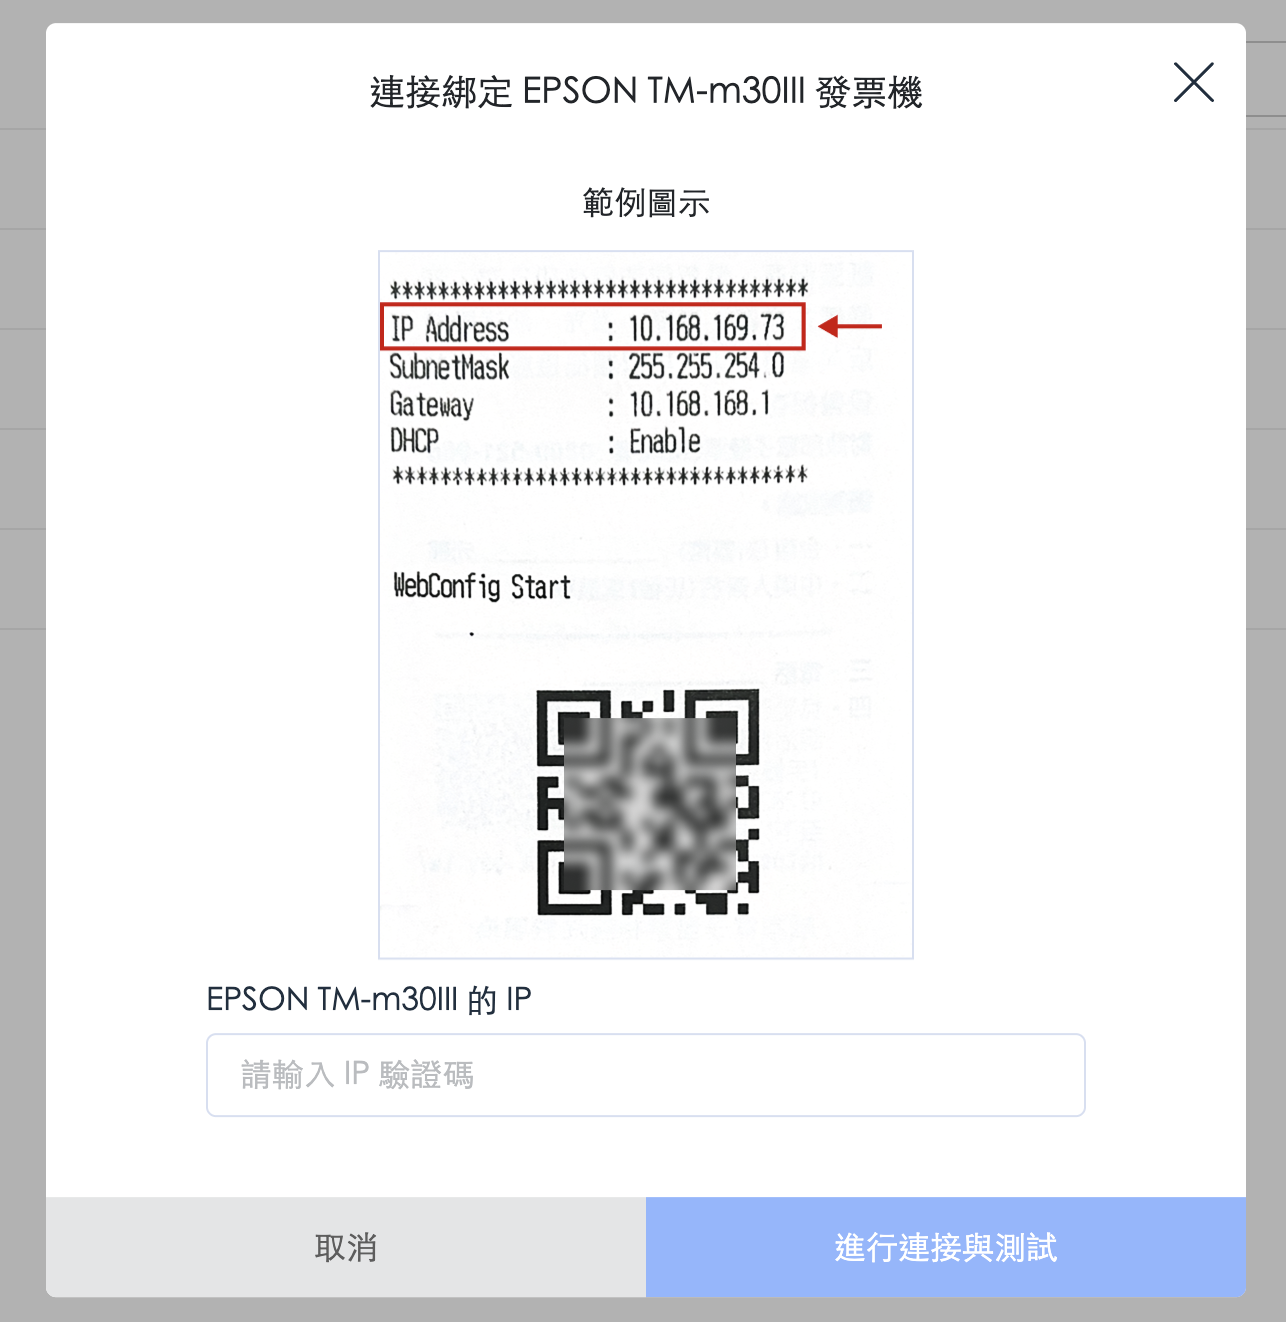 連接綁定 EPSON TM-m30III 發票機
範例圖示
***********************************
IP Address : 10.168.169.73
SubnetMask : 255.255.254.0
Gateway : 10.168.168.1
DHCP : Enable
***********************************
WebConfig Start
EPSON TM-m30III 的 IP
請輸入 IP 驗證碼
取消
進行連接與測試